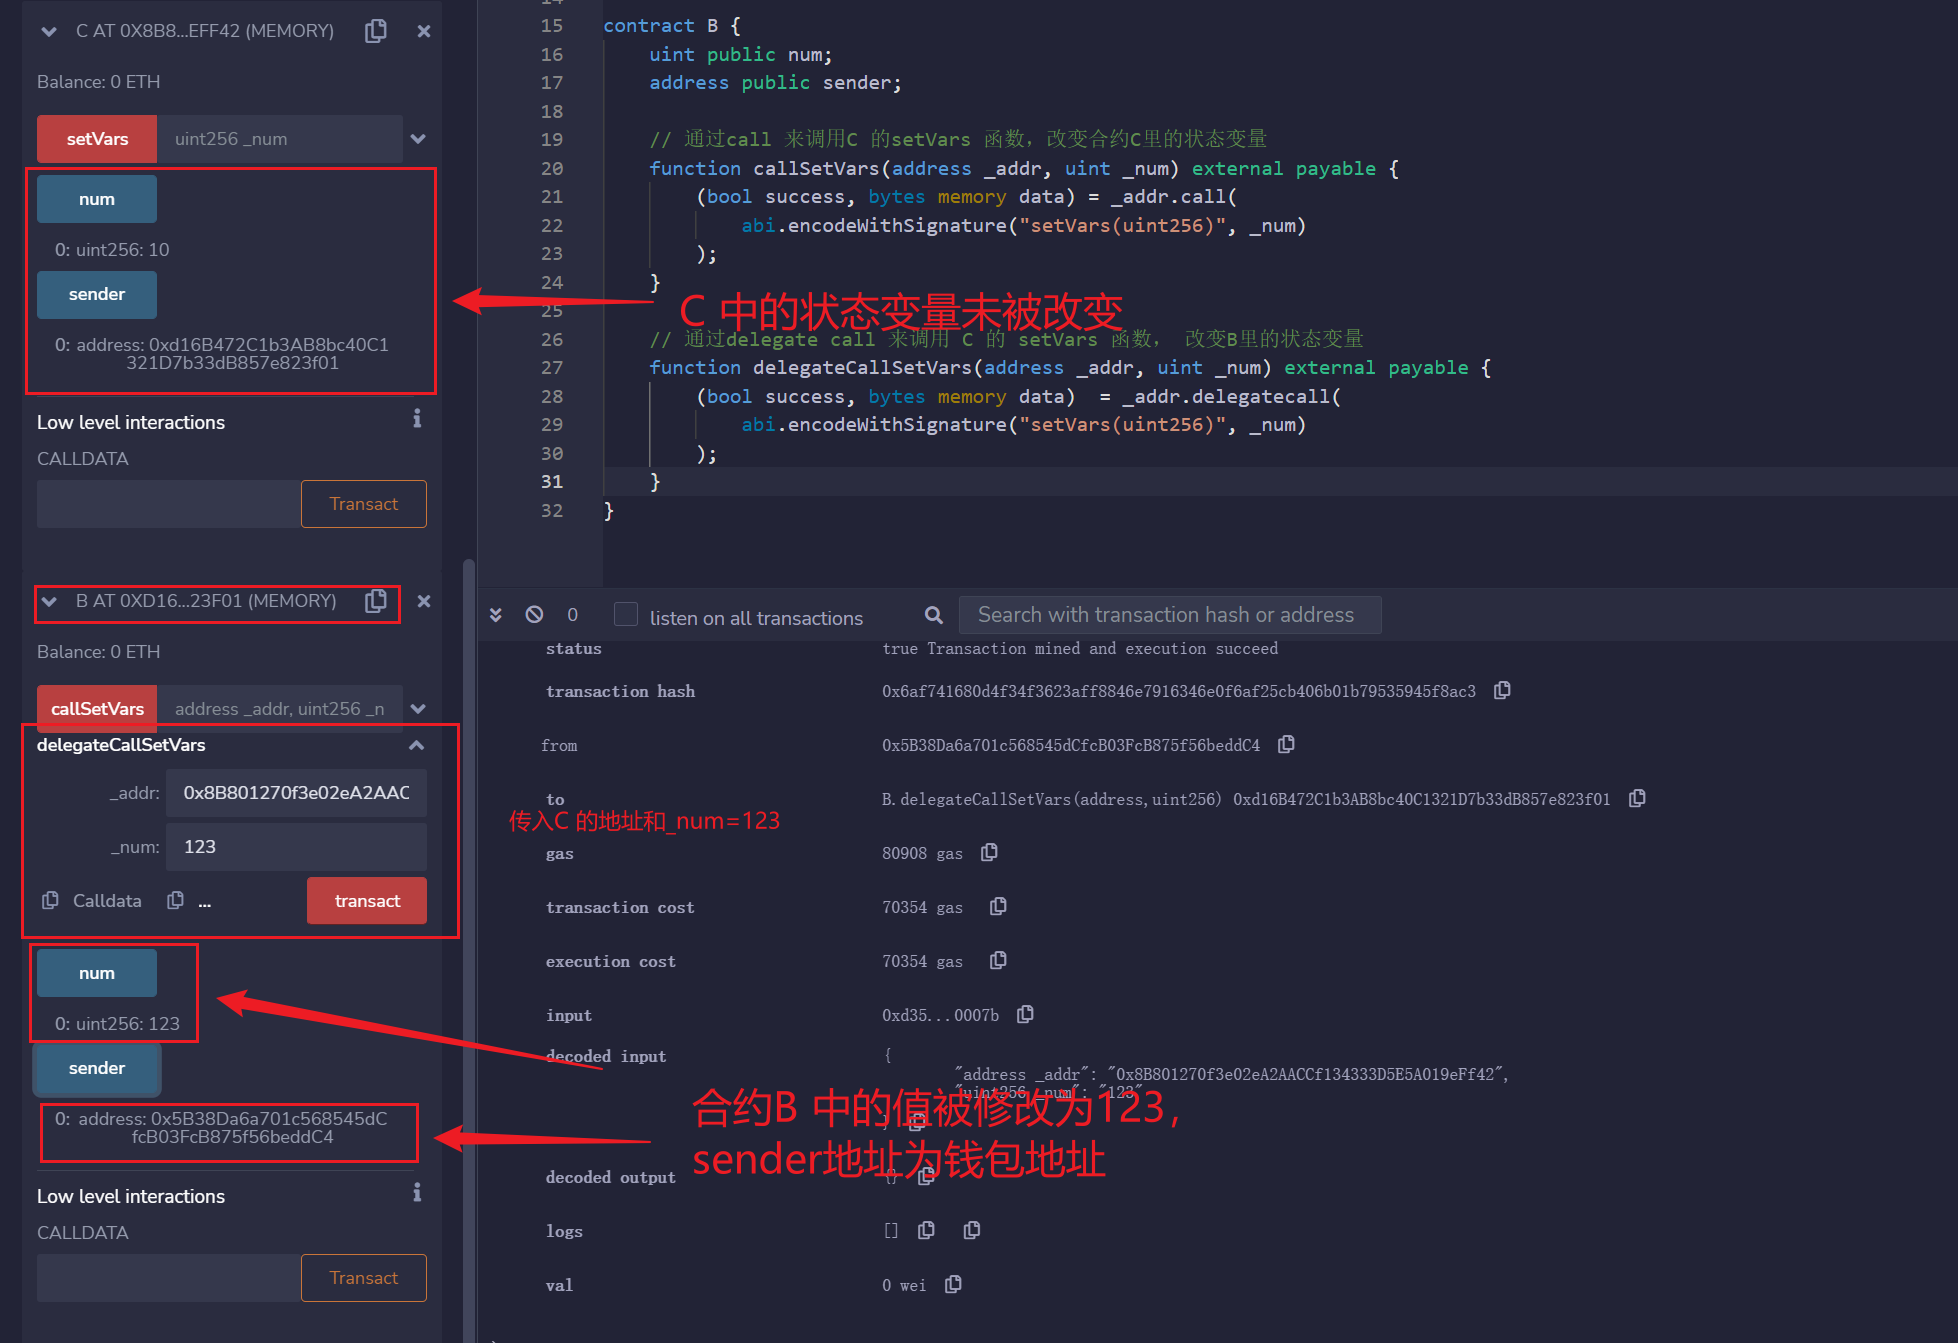 C AT 0X8B8...EFF42 (MEMORY)
Balance: 0 ETH
setVars
uint256 _num
num
0: uint256: 10
sender
0: address: 0xd16B472C1b3AB8bc40C1
321D7b33dB857e823f01
Low level interactions
CALLDATA
Transact
B AT 0XD16...23F01 (MEMORY)
Balance: 0 ETH
callSetVars
address _addr, uint256 _n
delegateCallSetVars
_addr:
0x8B801270f3e02eA2AAC
_num:
123
Calldata
...
transact
num
0: uint256: 123
sender
0: address: 0x5B38Da6a701c568545dC
fcB03FcB875f56beddC4
Low level interactions
CALLDATA
Transact
15 contract B {
16 uint public num;
17 address public sender;
18
19 // 通过call 来调用C 的setVars 函数，改变合约C里的状态变量
20 function callSetVars(address _addr, uint _num) external payable {
21 (bool success, bytes memory data) = _addr.call(
22 abi.encodeWithSignature("setVars(uint256)", _num)
23 );
24 }
C 中的状态变量未被改变
25
26 // 通过delegate call 来调用 C 的 setVars 函数， 改变B里的状态变量
27 function delegateCallSetVars(address _addr, uint _num) external payable {
28 (bool success, bytes memory data)  = _addr.delegatecall(
29 abi.encodeWithSignature("setVars(uint256)", _num)
30 );
31 }
32 }
0
listen on all transactions
Search with transaction hash or address
status true Transaction mined and execution succeed
transaction hash 0x6af741680d4f34f3623aff8846e7916346e0f6af25cb406b01b79535945f8ac3
from 0x5B38Da6a701c568545dCfcB03FcB875f56beddC4
to B.delegateCallSetVars(address,uint256) 0xd16B472C1b3AB8bc40C1321D7b33dB857e823f01
传入C 的地址和_num=123
gas 80908 gas
transaction cost 70354 gas
execution cost 70354 gas
input 0xd35...0007b
decoded input {
"address _addr": "0x8B801270f3e02eA2AACCf134333D5E5A019eFf42",
"uint256 _num": "123"
}
合约B 中的值被修改为123，
sender地址为钱包地址
decoded output {}
logs []
val 0 wei